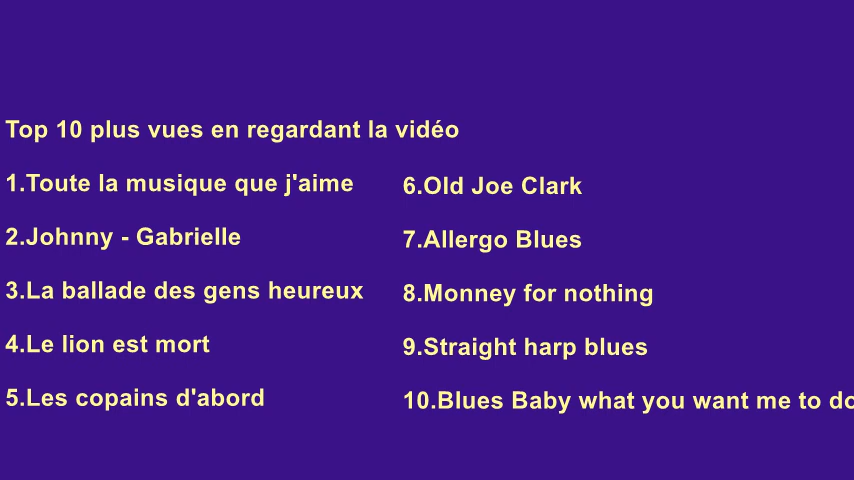 Top 10 plus vues en regardant la vidéo
1.Toute la musique que j'aime
2.Johnny - Gabrielle
3.La ballade des gens heureux
4.Le lion est mort
5.Les copains d'abord
6.Old Joe Clark
7.Allergo Blues
8.Monney for nothing
9.Straight harp blues
10.Blues Baby what you want me to do